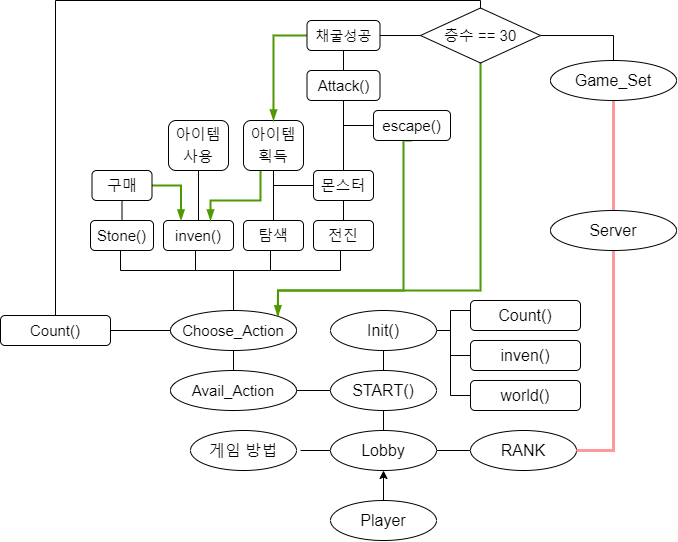 채굴성공
층수 == 30
Game_Set
Attack()
escape()
아이템
사용
아이템
획득
구매
몬스터
Stone()
inven()
탐색
전진
Server
Count()
Choose_Action
Init()
Count()
inven()
Avail_Action
START()
world()
게임 방법
Lobby
RANK
Player